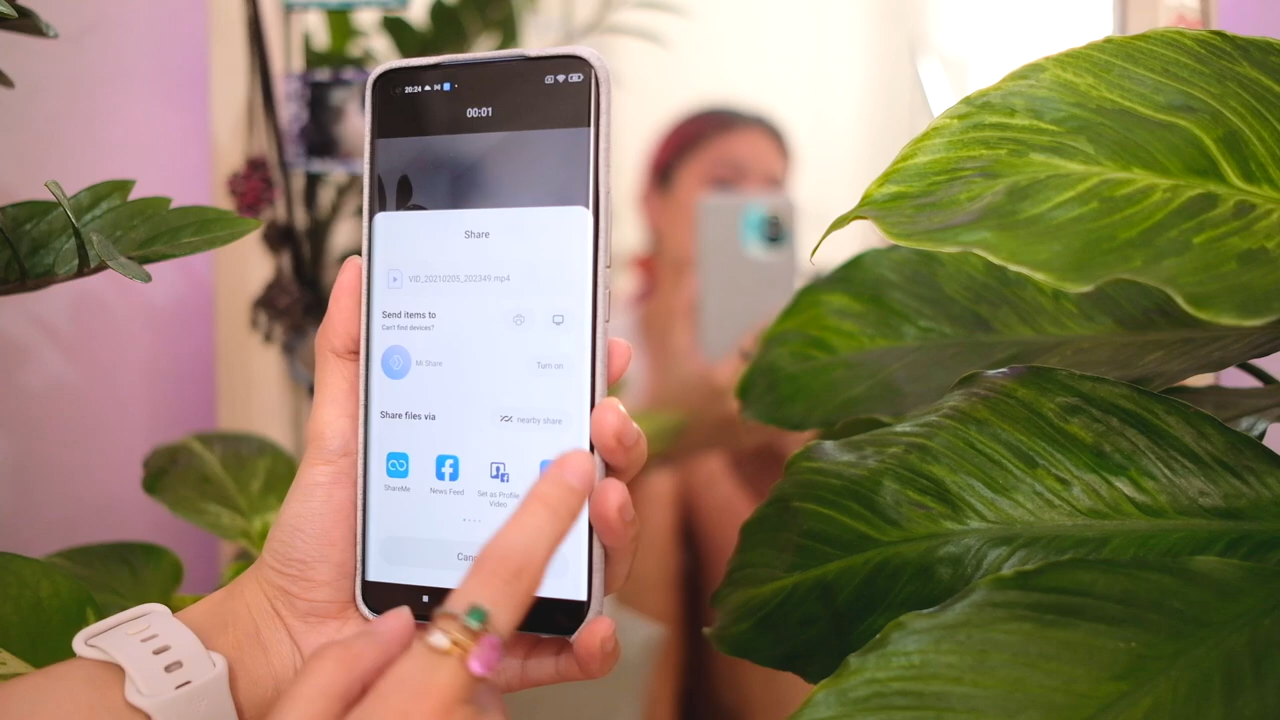 20:24
00:01
Share
VID_20210205_202349.mp4
Send items to
Can't find devices?
Mi Share
Turn on
Share files via
nearby share
ShareMe
News Feed
Set as Profile
Video